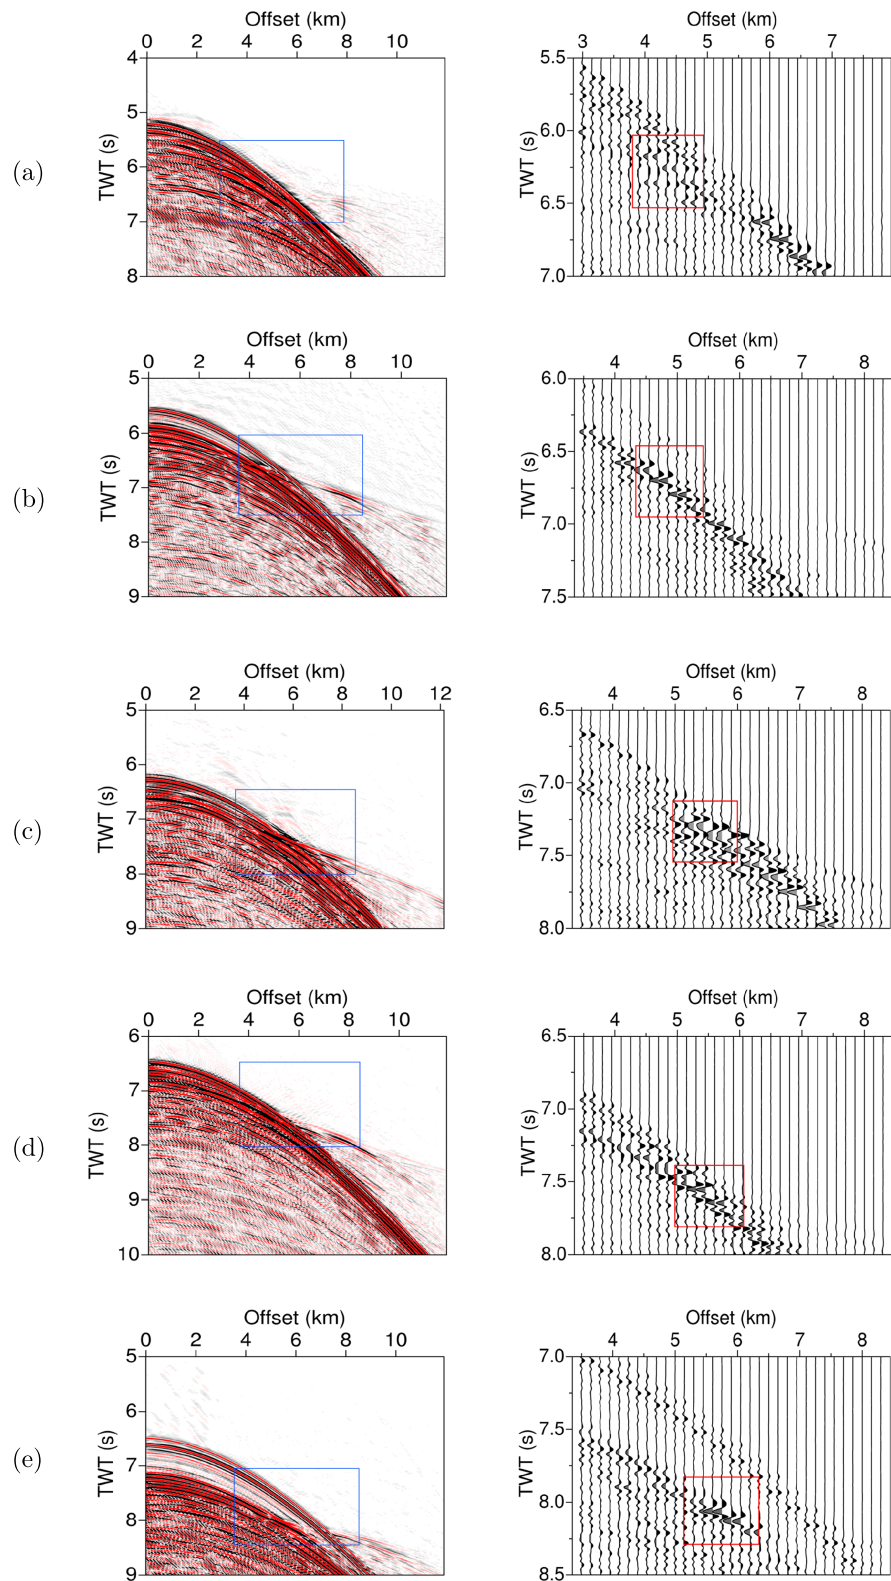 Offset (km)
0 2 4 6 8 10
4
5
6
7
8
TWT (s)
(a)
3 4 5 6 7
5.5
6.0
6.5
7.0
TWT (s)
Offset (km)
Offset (km)
0 2 4 6 8 10
5
6
7
8
9
TWT (s)
(b)
Offset (km)
4 5 6 7 8
6.0
6.5
7.0
7.5
TWT (s)
Offset (km)
0 2 4 6 8 10 12
5
6
7
8
9
TWT (s)
(c)
Offset (km)
4 5 6 7 8
6.5
7.0
7.5
8.0
TWT (s)
Offset (km)
0 2 4 6 8 10
6
7
8
9
10
TWT (s)
(d)
Offset (km)
4 5 6 7 8
6.5
7.0
7.5
8.0
TWT (s)
Offset (km)
0 2 4 6 8 10
5
6
7
8
9
TWT (s)
(e)
Offset (km)
4 5 6 7 8
7.0
7.5
8.0
8.5
TWT (s)